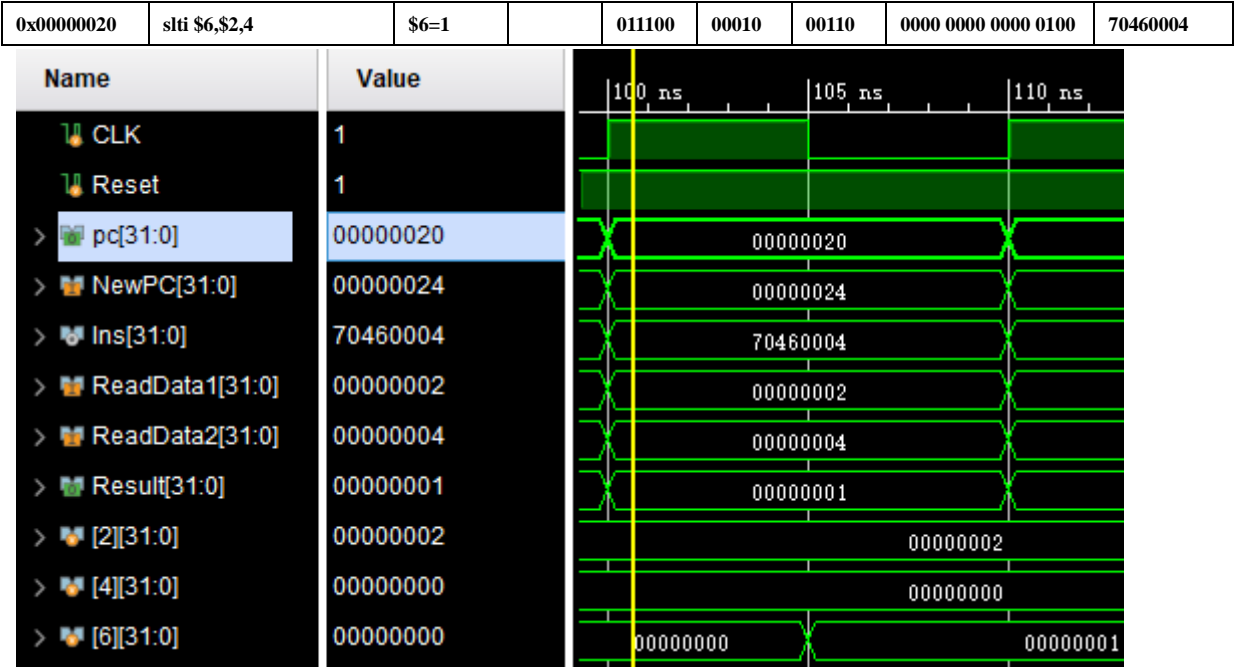 0x00000020 slti $6,$2,4 $6=1 011100 00010 00110 0000 0000 0000 0100 70460004
Name Value 100 ns 105 ns 110 ns
CLK 1
Reset 1
pc[31:0] 00000020 00000020
NewPC[31:0] 00000024 00000024
Ins[31:0] 70460004 70460004
ReadData1[31:0] 00000002 00000002
ReadData2[31:0] 00000004 00000004
Result[31:0] 00000001 00000001
[2][31:0] 00000002 00000002
[4][31:0] 00000000 00000000
[6][31:0] 00000000 00000000 00000001